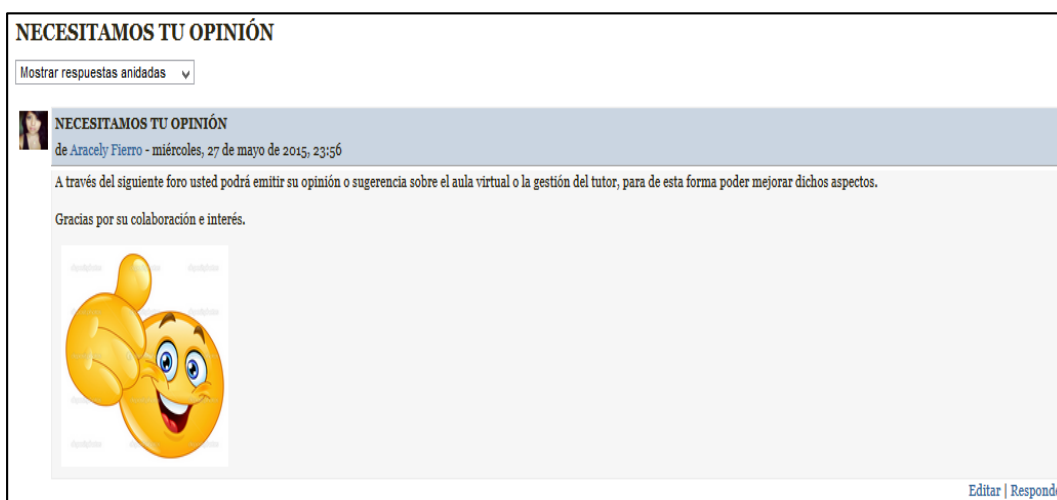 NECESITAMOS TU OPINIÓN
Mostrar respuestas anidadas
NECESITAMOS TU OPINIÓN
de Aracely Fierro - miércoles, 27 de mayo de 2015, 23:56
A través del siguiente foro usted podrá emitir su opinión o sugerencia sobre el aula virtual o la gestión del tutor, para de esta forma poder mejorar dichos aspectos.
Gracias por su colaboración e interés.
Editar | Responde